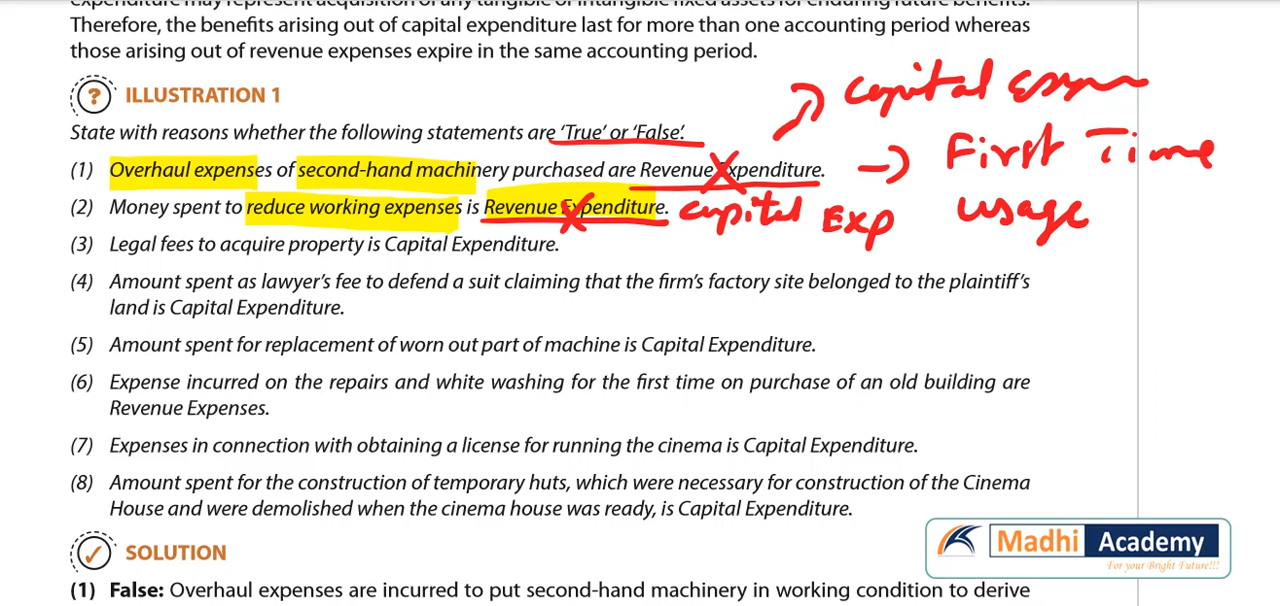 Therefore, the benefits arising out of capital expenditure last for more than one accounting period whereas
those arising out of revenue expenses expire in the same accounting period.
? ILLUSTRATION 1
Capital
State with reasons whether the following statements are ‘True’ or ‘False’.
First Time
(1) Overhaul expenses of second-hand machinery purchased are Revenue Expenditure.
usage
(2) Money spent to reduce working expenses is Revenue Expenditure. Capital Exp
(3) Legal fees to acquire property is Capital Expenditure.
(4) Amount spent as lawyer’s fee to defend a suit claiming that the firm’s factory site belonged to the plaintiff’s
land is Capital Expenditure.
(5) Amount spent for replacement of worn out part of machine is Capital Expenditure.
(6) Expense incurred on the repairs and white washing for the first time on purchase of an old building are
Revenue Expenses.
(7) Expenses in connection with obtaining a license for running the cinema is Capital Expenditure.
(8) Amount spent for the construction of temporary huts, which were necessary for construction of the Cinema
House and were demolished when the cinema house was ready, is Capital Expenditure.
SOLUTION
Madhi Academy
For your Bright Future!!!
(1) False: Overhaul expenses are incurred to put second-hand machinery in working condition to derive